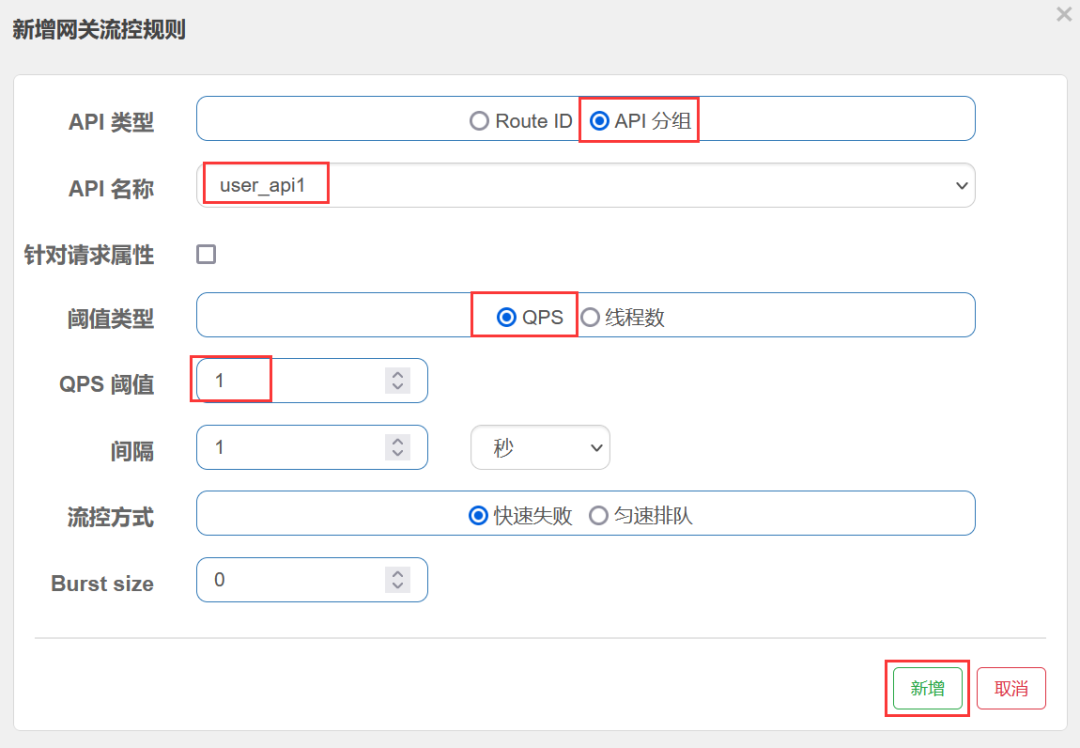 新增网关流控规则
API 类型 Route ID API 分组
API 名称 user_api1
针对请求属性
阈值类型 QPS 线程数
QPS 阈值 1
间隔 1 秒
流控方式 快速失败 匀速排队
Burst size 0
新增 取消